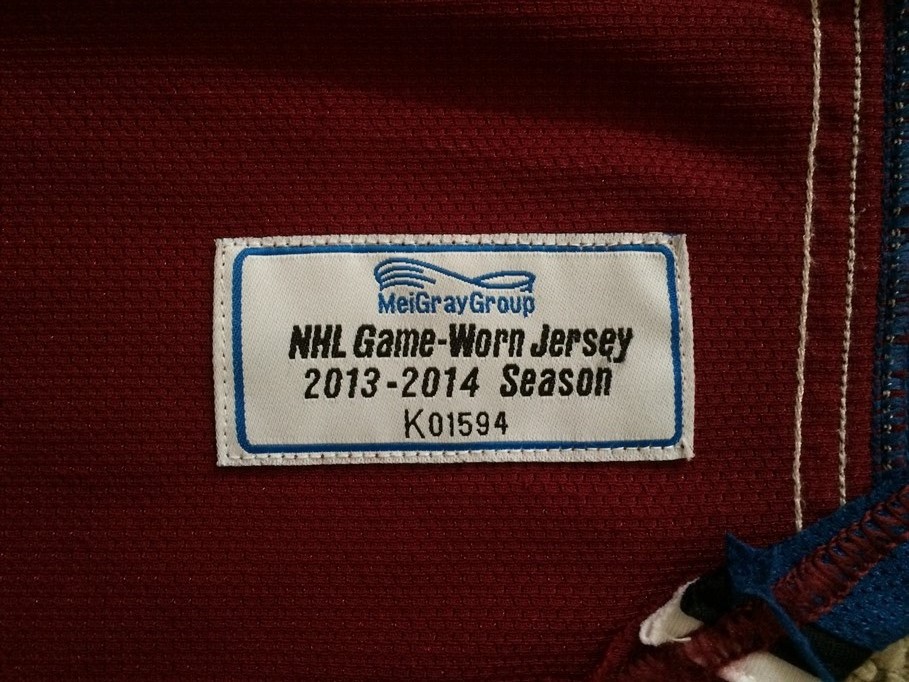 MeiGrayGroup
NHL Game-Worn Jersey
2013-2014 Season
K01594